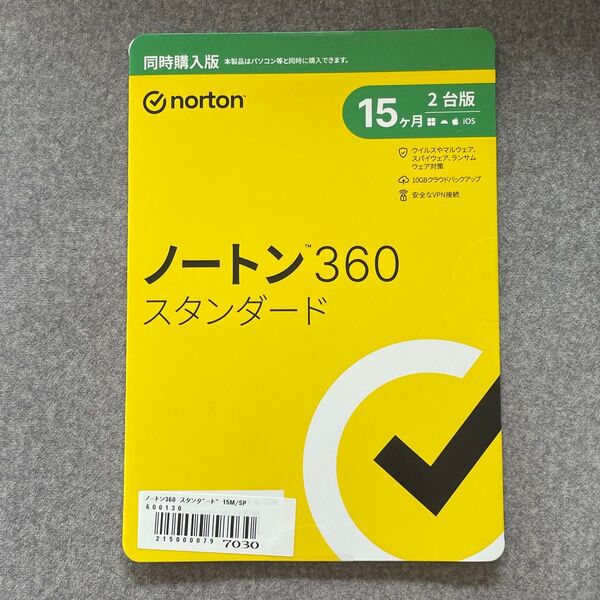 同時購入版 本製品はパソコン等と同時に購入できます。
norton
15ヶ月 2台版
iOS
ウイルスやマルウェア、
スパイウェア、ランサム
ウェア対策
10GBクラウドバックアップ
安全なVPN接続
ノートン™ 360
スタンダード
ノートン360 スタンダード 15M/SP
600130
215000079 7030